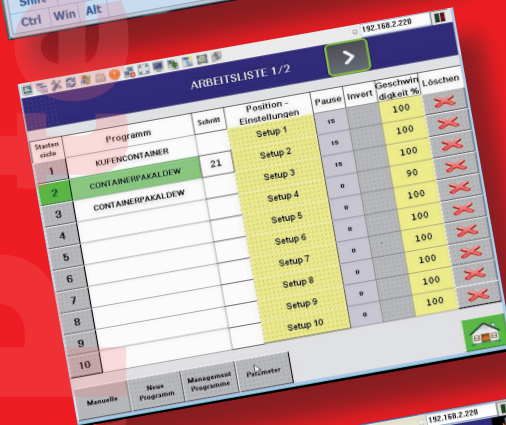 Shift
Ctrl Win Alt
192.168.2.220
ARBEITSLISTE 1/2 >
Starten ciclo Programm Schritt Position - Einstellungen Pause Invert Geschwin digkeit % Löschen
1 KUFENCONTAINER Setup 1 15 100
2 CONTAINERPAKALDEW 21 Setup 2 15 100
3 CONTAINERPAKALDEW Setup 3 15 100
4 Setup 4 0 90
5 Setup 5 0 100
6 Setup 6 0 100
7 Setup 7 0 100
8 Setup 8 0 100
9 Setup 9 0 100
10 Setup 10 0 100
Manuelle Neue Programm Management Programme Parameter
192.168.2.220